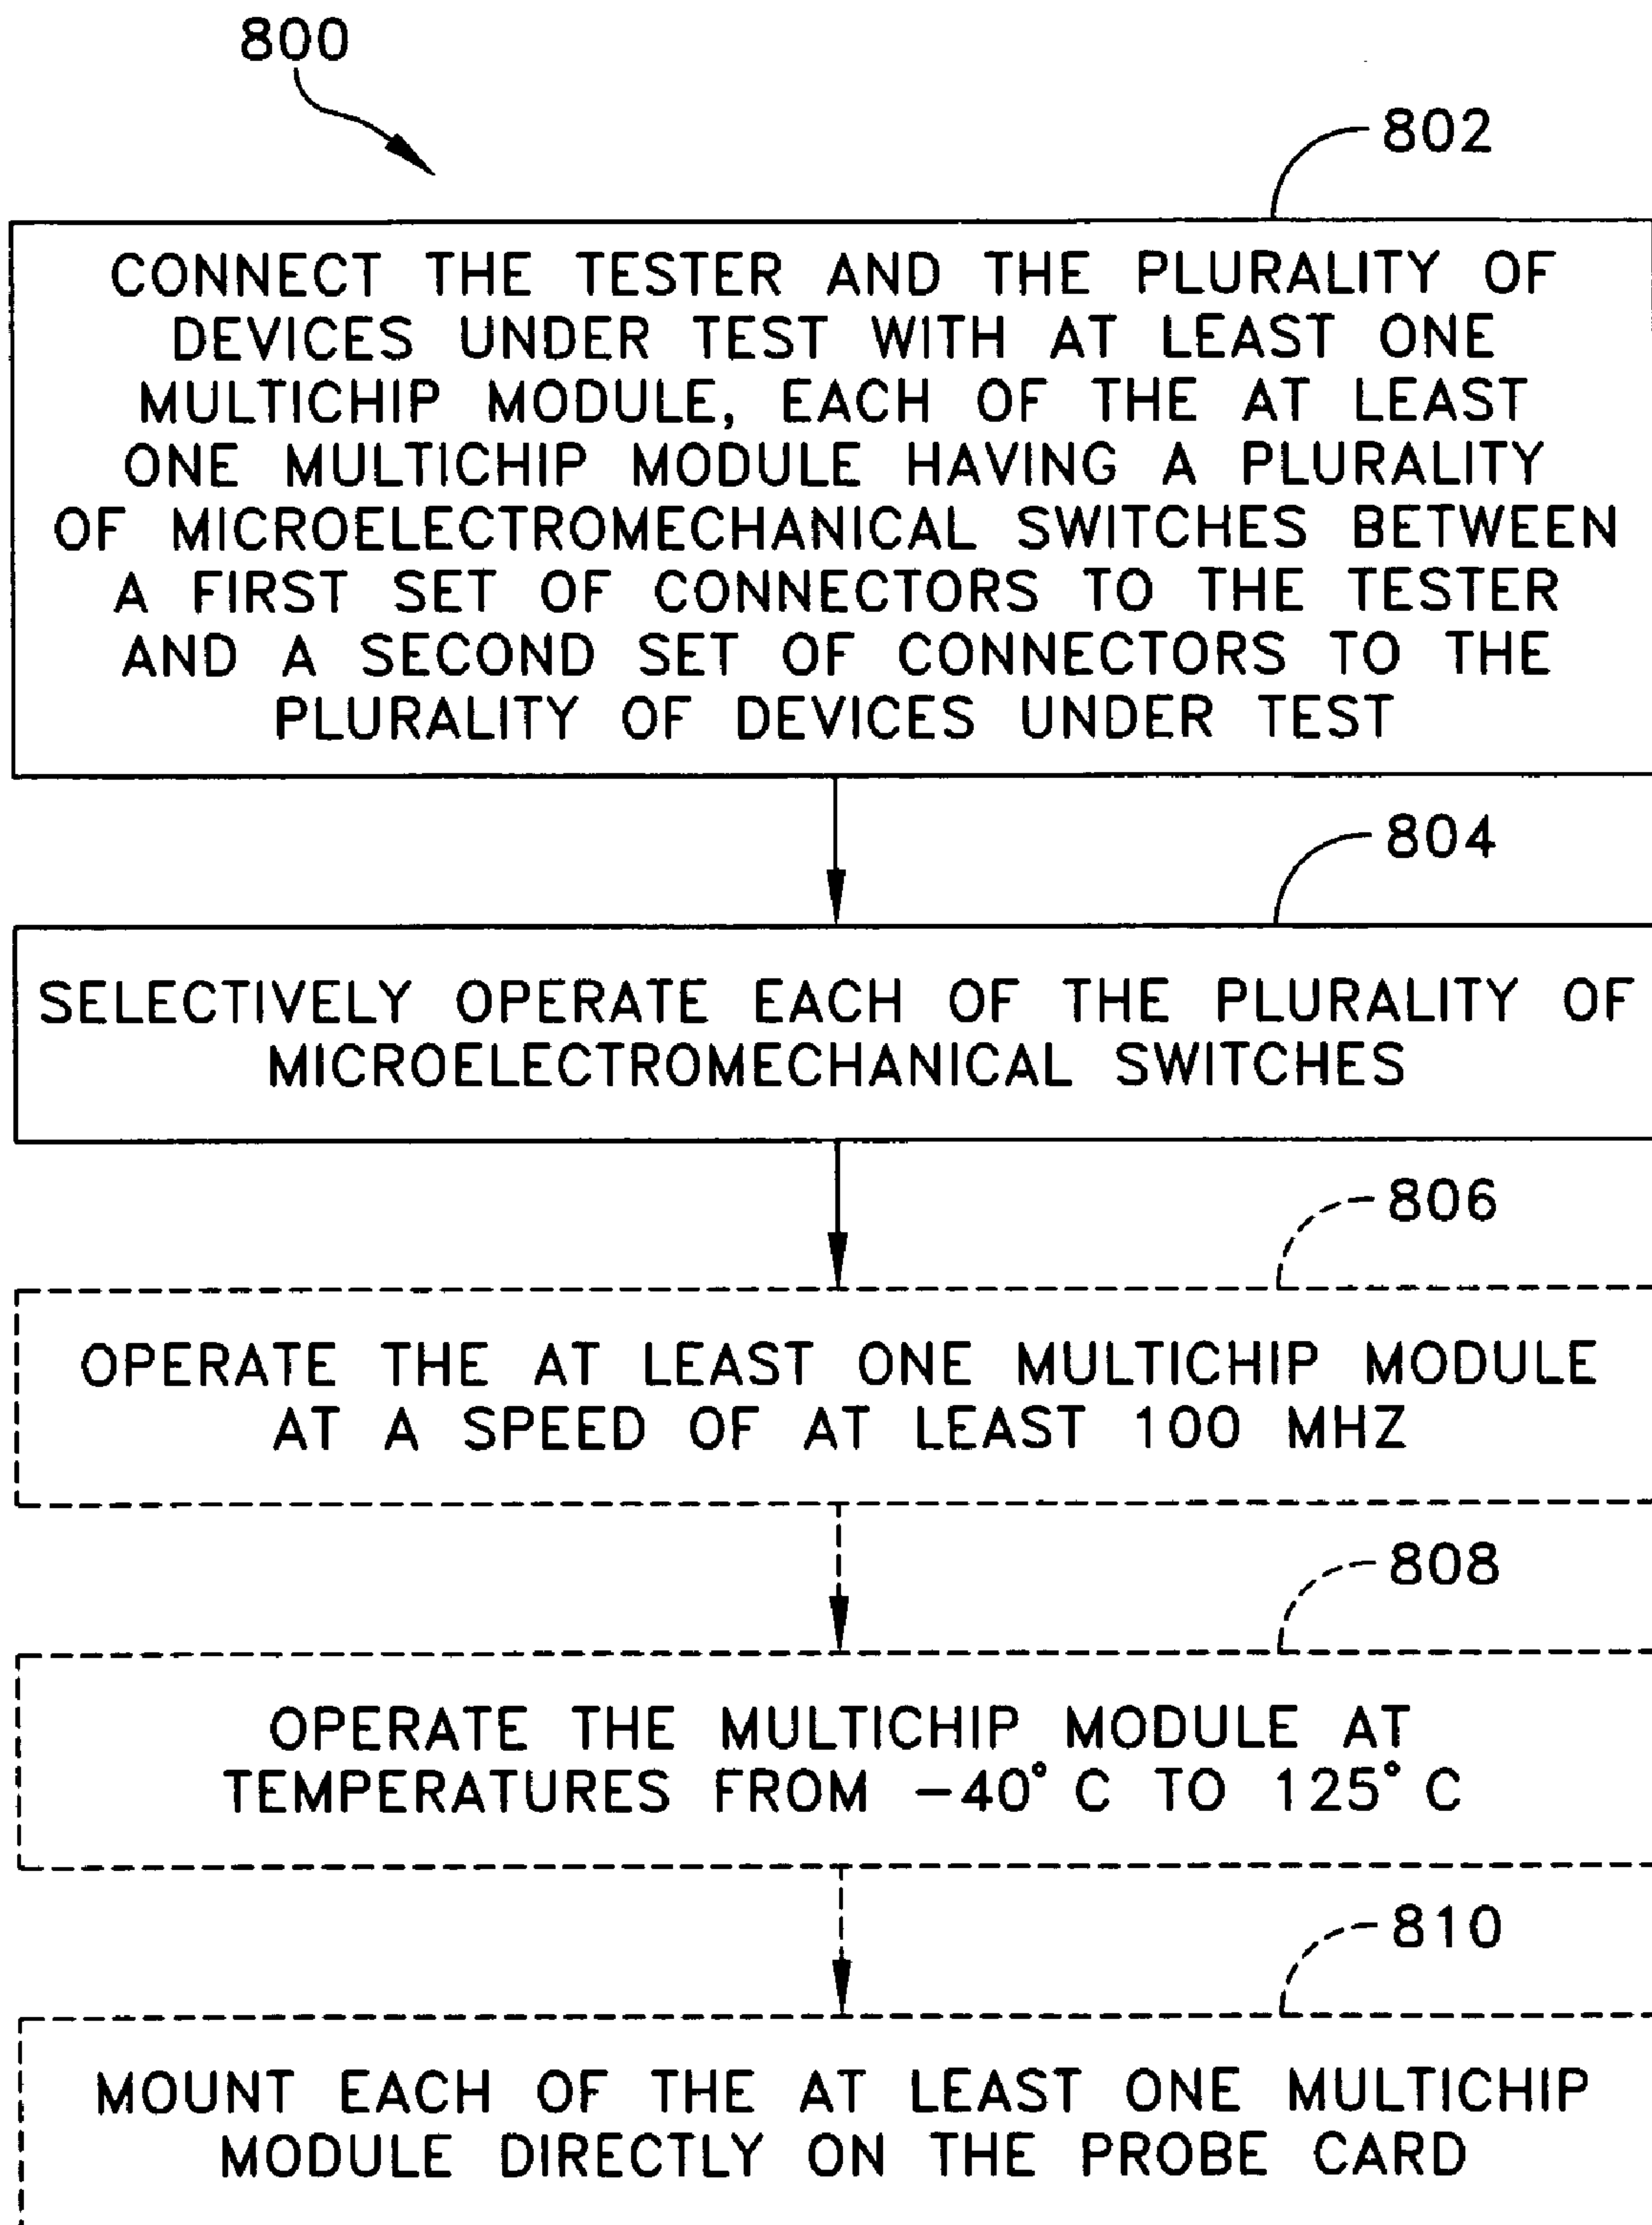 800
802
CONNECT THE TESTER AND THE PLURALITY OF
DEVICES UNDER TEST WITH AT LEAST ONE
MULTICHIP MODULE, EACH OF THE AT LEAST
ONE MULTICHIP MODULE HAVING A PLURALITY
OF MICROELECTROMECHANICAL SWITCHES BETWEEN
A FIRST SET OF CONNECTORS TO THE TESTER
AND A SECOND SET OF CONNECTORS TO THE
PLURALITY OF DEVICES UNDER TEST
804
SELECTIVELY OPERATE EACH OF THE PLURALITY OF
MICROELECTROMECHANICAL SWITCHES
806
OPERATE THE AT LEAST ONE MULTICHIP MODULE
AT A SPEED OF AT LEAST 100 MHZ
808
OPERATE THE MULTICHIP MODULE AT
TEMPERATURES FROM −40° C TO 125° C
810
MOUNT EACH OF THE AT LEAST ONE MULTICHIP
MODULE DIRECTLY ON THE PROBE CARD